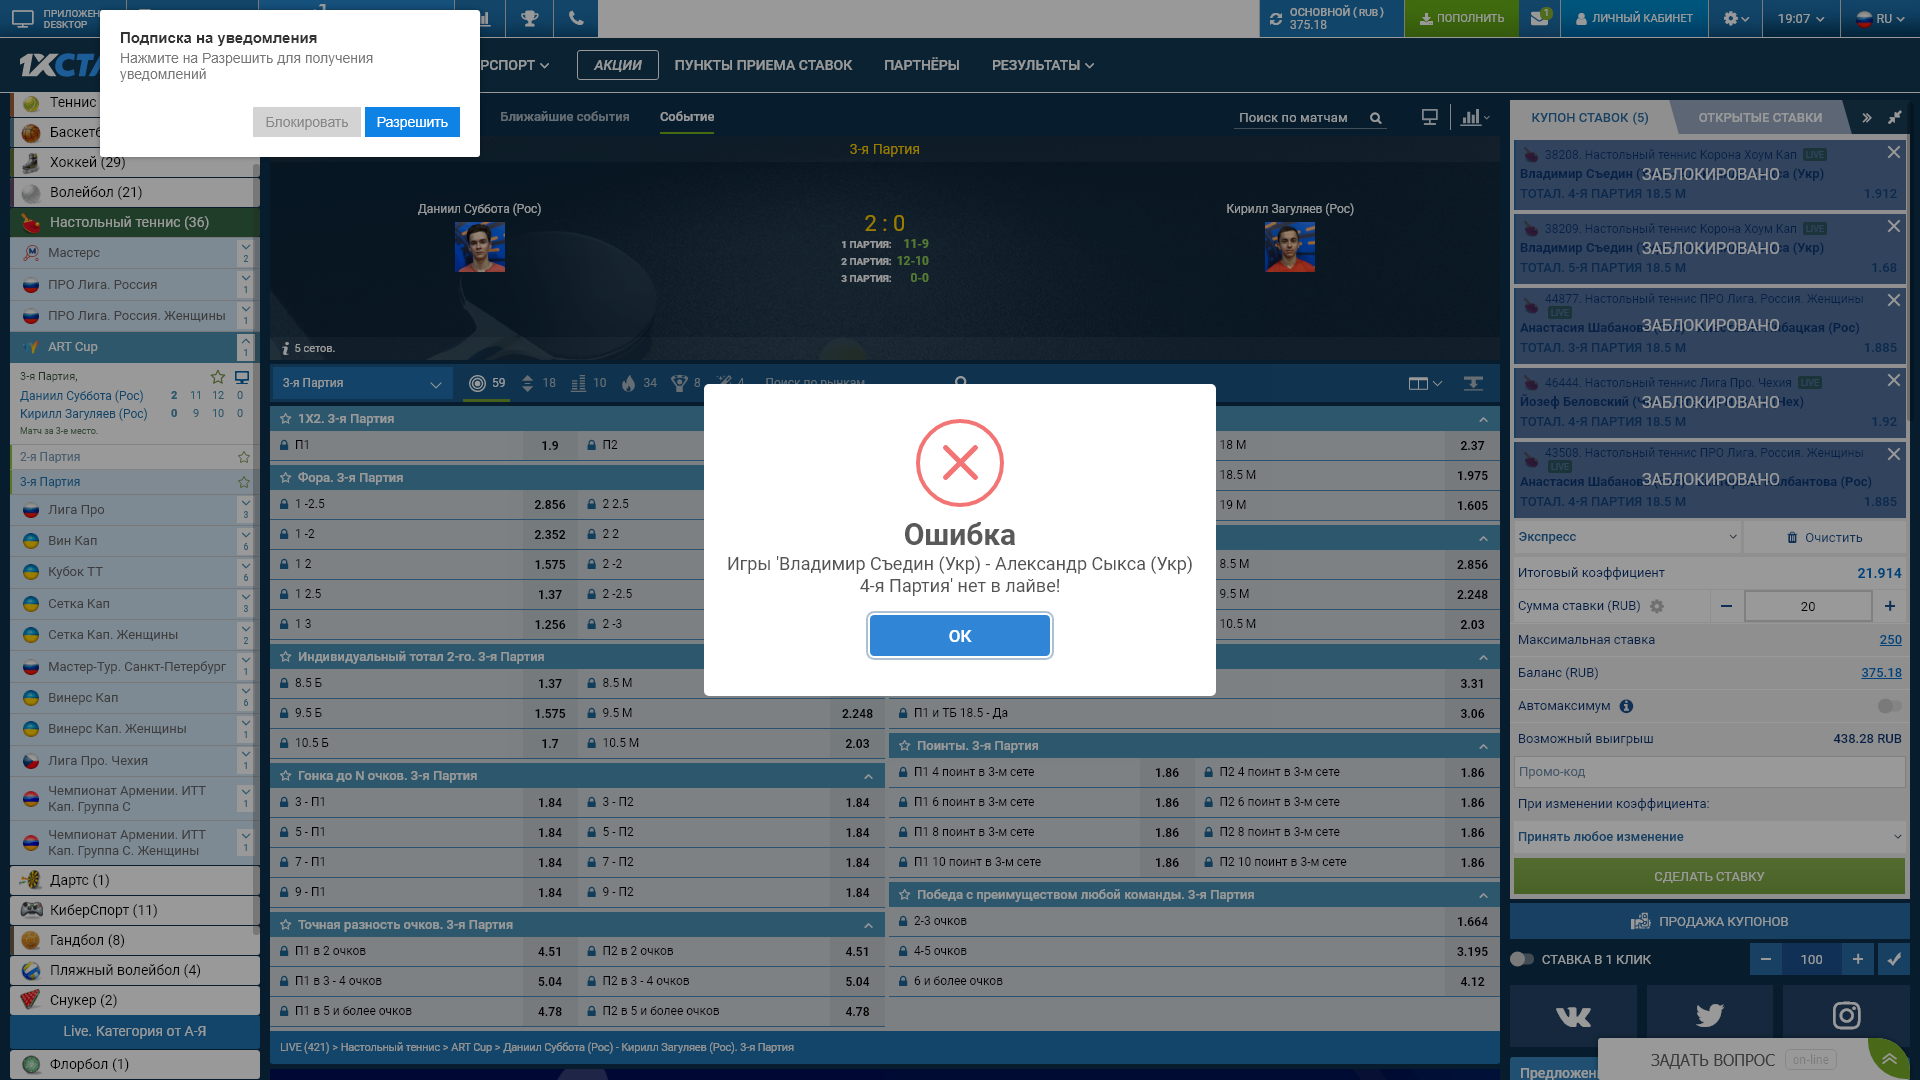 ПРИЛОЖЕН
DESKTOP
ОСНОВНОЙ ( RUB )
375.18
ПОПОЛНИТЬ
1
ЛИЧНЫЙ КАБИНЕТ
19:07
RU
Подписка на уведомления
Нажмите на Разрешить для получения
уведомлений
Блокировать
Разрешить
1XСТА
РСПОРТ
АКЦИИ
ПУНКТЫ ПРИЕМА СТАВОК
ПАРТНЁРЫ
РЕЗУЛЬТАТЫ
Теннис
Баскетб
Хоккей (29)
Волейбол (21)
Настольный теннис (36)
Мастерс
2
ПРО Лига. Россия
1
ПРО Лига. Россия. Женщины
1
ART Cup
1
3-я Партия,
Даниил Суббота (Рос) 2 11 12 0
Кирилл Загуляев (Рос) 0 9 10 0
Матч за 3-е место.
2-я Партия
3-я Партия
Лига Про
3
Вин Кап
6
Кубок ТТ
6
Сетка Кап
3
Сетка Кап. Женщины
2
Мастер-Тур. Санкт-Петербург
1
Винерс Кап
6
Винерс Кап. Женщины
1
Лига Про. Чехия
1
Чемпионат Армении. ИТТ
Кап. Группа С
1
Чемпионат Армении. ИТТ
Кап. Группа С. Женщины
1
Дартс (1)
КиберСпорт (11)
Гандбол (8)
Пляжный волейбол (4)
Снукер (2)
Live. Категория от А-Я
Флорбол (1)
Ближайшие события
Событие
Поиск по матчам
3-я Партия
Даниил Суббота (Рос)
2 : 0
1 ПАРТИЯ: 11-9
2 ПАРТИЯ: 12-10
3 ПАРТИЯ: 0-0
Кирилл Загуляев (Рос)
5 сетов.
3-я Партия
59
18
10
34
8
4
Поиск по рынкам
1X2. 3-я Партия
П1 1.9 П2
Фора. 3-я Партия
1 -2.5 2.856 2 2.5
1 -2 2.352 2 2
1 2 1.575 2 -2
1 2.5 1.37 2 -2.5
1 3 1.256 2 -3
Индивидуальный тотал 2-го. 3-я Партия
8.5 Б 1.37 8.5 М
9.5 Б 1.575 9.5 М 2.248
10.5 Б 1.7 10.5 М 2.03
Гонка до N очков. 3-я Партия
3 - П1 1.84 3 - П2 1.84
5 - П1 1.84 5 - П2 1.84
7 - П1 1.84 7 - П2 1.84
9 - П1 1.84 9 - П2 1.84
Точная разность очков. 3-я Партия
П1 в 2 очков 4.51 П2 в 2 очков 4.51
П1 в 3 - 4 очков 5.04 П2 в 3 - 4 очков 5.04
П1 в 5 и более очков 4.78 П2 в 5 и более очков 4.78
18 М 2.37
18.5 М 1.975
19 М 1.605
8.5 М 2.856
9.5 М 2.248
10.5 М 2.03
3.31
П1 и ТБ 18.5 - Да 3.06
Поинты. 3-я Партия
П1 4 поинт в 3-м сете 1.86 П2 4 поинт в 3-м сете 1.86
П1 6 поинт в 3-м сете 1.86 П2 6 поинт в 3-м сете 1.86
П1 8 поинт в 3-м сете 1.86 П2 8 поинт в 3-м сете 1.86
П1 10 поинт в 3-м сете 1.86 П2 10 поинт в 3-м сете 1.86
Победа с преимуществом любой команды. 3-я Партия
2-3 очков 1.664
4-5 очков 3.195
6 и более очков 4.12
LIVE (421) > Настольный теннис > ART Cup > Даниил Суббота (Рос) - Кирилл Загуляев (Рос). 3-я Партия
Ошибка
Игры 'Владимир Съедин (Укр) - Александр Сыкса (Укр)
4-я Партия' нет в лайве!
ОК
КУПОН СТАВОК (5)
ОТКРЫТЫЕ СТАВКИ
38208. Настольный теннис Корона Хоум Кап LIVE
Владимир Съедин (
са (Укр)
ЗАБЛОКИРОВАНО
ТОТАЛ. 4-Я ПАРТИЯ 18.5 М 1.912
38209. Настольный теннис Корона Хоум Кап LIVE
Владимир Съедин (
са (Укр)
ЗАБЛОКИРОВАНО
ТОТАЛ. 5-Я ПАРТИЯ 18.5 М 1.68
44877. Настольный теннис ПРО Лига. Россия. Женщины
LIVE
Анастасия Шабанов
бацкая (Рос)
ЗАБЛОКИРОВАНО
ТОТАЛ. 3-Я ПАРТИЯ 18.5 М 1.885
46444. Настольный теннис Лига Про. Чехия LIVE
Йозеф Беловский (Ч
Чех)
ЗАБЛОКИРОВАНО
ТОТАЛ. 4-Я ПАРТИЯ 18.5 М 1.92
43508. Настольный теннис ПРО Лига. Россия. Женщины
LIVE
Анастасия Шабанов
лбантова (Рос)
ЗАБЛОКИРОВАНО
ТОТАЛ. 4-Я ПАРТИЯ 18.5 М 1.885
Экспресс
Очистить
Итоговый коэффициент 21.914
Сумма ставки (RUB) − 20 +
Максимальная ставка 250
Баланс (RUB) 375.18
Автомаксимум
Возможный выигрыш 438.28 RUB
Промо-код
При изменении коэффициента:
Принять любое изменение
СДЕЛАТЬ СТАВКУ
ПРОДАЖА КУПОНОВ
СТАВКА В 1 КЛИК − 100 +
ЗАДАТЬ ВОПРОС on-line
Предложен